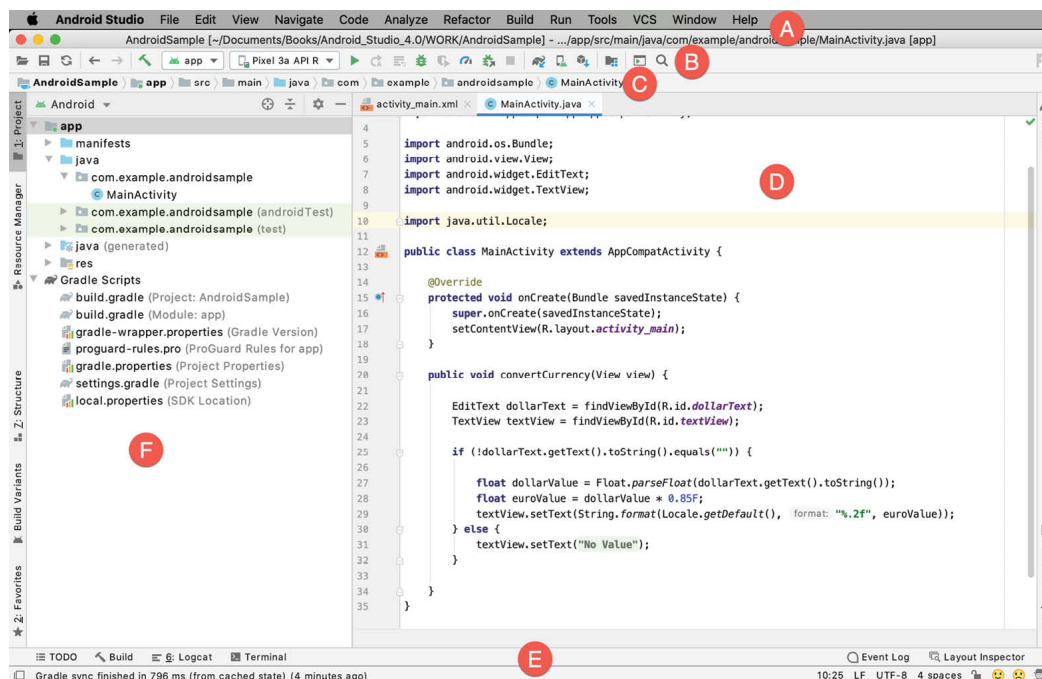 Android Studio File Edit View Navigate Code Analyze Refactor Build Run Tools VCS Window Help
A
AndroidSample [~/Documents/Books/Android_Studio_4.0/WORK/AndroidSample] - .../app/src/main/java/com/example/android sample/MainActivity.java [app]
app Pixel 3a API R
B
AndroidSample app src main java com example androidsample MainActivity
C
1: Project
Resource Manager
Z: Structure
Build Variants
2: Favorites
Android
app
manifests
java
com.example.androidsample
MainActivity
com.example.androidsample (androidTest)
com.example.androidsample (test)
java (generated)
res
Gradle Scripts
build.gradle (Project: AndroidSample)
build.gradle (Module: app)
gradle-wrapper.properties (Gradle Version)
proguard-rules.pro (ProGuard Rules for app)
gradle.properties (Project Properties)
settings.gradle (Project Settings)
local.properties (SDK Location)
F
activity_main.xml MainActivity.java
4
5 import android.os.Bundle;
6 import android.view.View;
7 import android.widget.EditText;
8 import android.widget.TextView;
D
9
10 import java.util.Locale;
11
12 public class MainActivity extends AppCompatActivity {
13
14 @Override
15 protected void onCreate(Bundle savedInstanceState) {
16 super.onCreate(savedInstanceState);
17 setContentView(R.layout.activity_main);
18 }
19
20 public void convertCurrency(View view) {
21
22 EditText dollarText = findViewById(R.id.dollarText);
23 TextView textView = findViewById(R.id.textView);
24
25 if (!dollarText.getText().toString().equals("")) {
26
27 float dollarValue = Float.parseFloat(dollarText.getText().toString());
28 float euroValue = dollarValue * 0.85F;
29 textView.setText(String.format(Locale.getDefault(), format: "%.2f", euroValue));
30 } else {
31 textView.setText("No Value");
32 }
33
34 }
35 }
TODO Build 6: Logcat Terminal
E
Event Log Layout Inspector
Gradle sync finished in 796 ms (from cached state) (4 minutes ago)
10:25 LF UTF-8 4 spaces